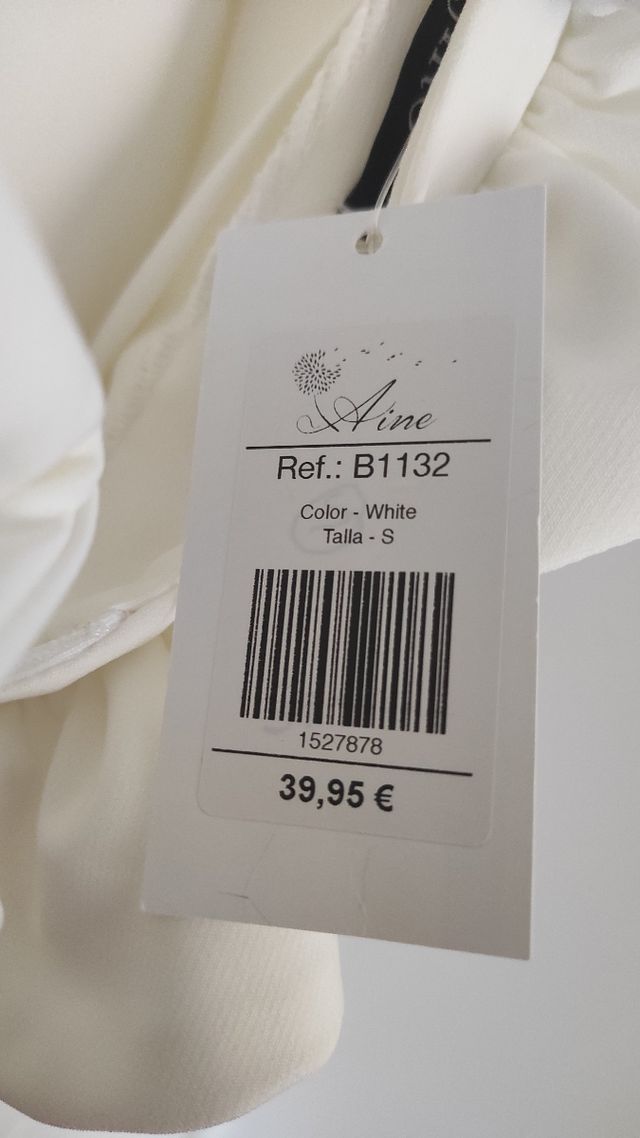 Aine
Ref.: B1132
Color - White
Talla - S
1527878
39,95 €